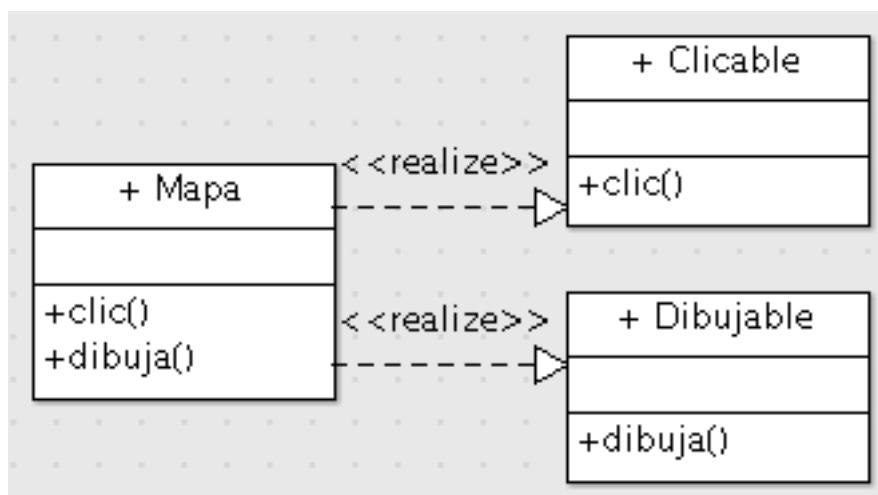 + Mapa
+clic()
+dibuja()
<<realize>>
<<realize>>
+ Clicable
+clic()
+ Dibujable
+dibuja()